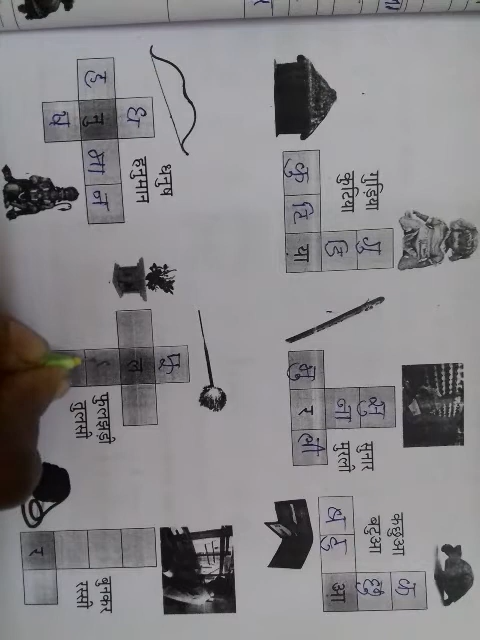 गुड़िया
कुटिया
गु
ड़ि
कु टि या
सुनार
मुरली
सु
ना
मु र ली
कछुआ
बटुआ
क
छु
ब टु आ
धनुष
हनुमान
ध
ह नु मा न
ष
फुलझड़ी
तुलसी
फु
ल
बुनकर
रस्सी
र